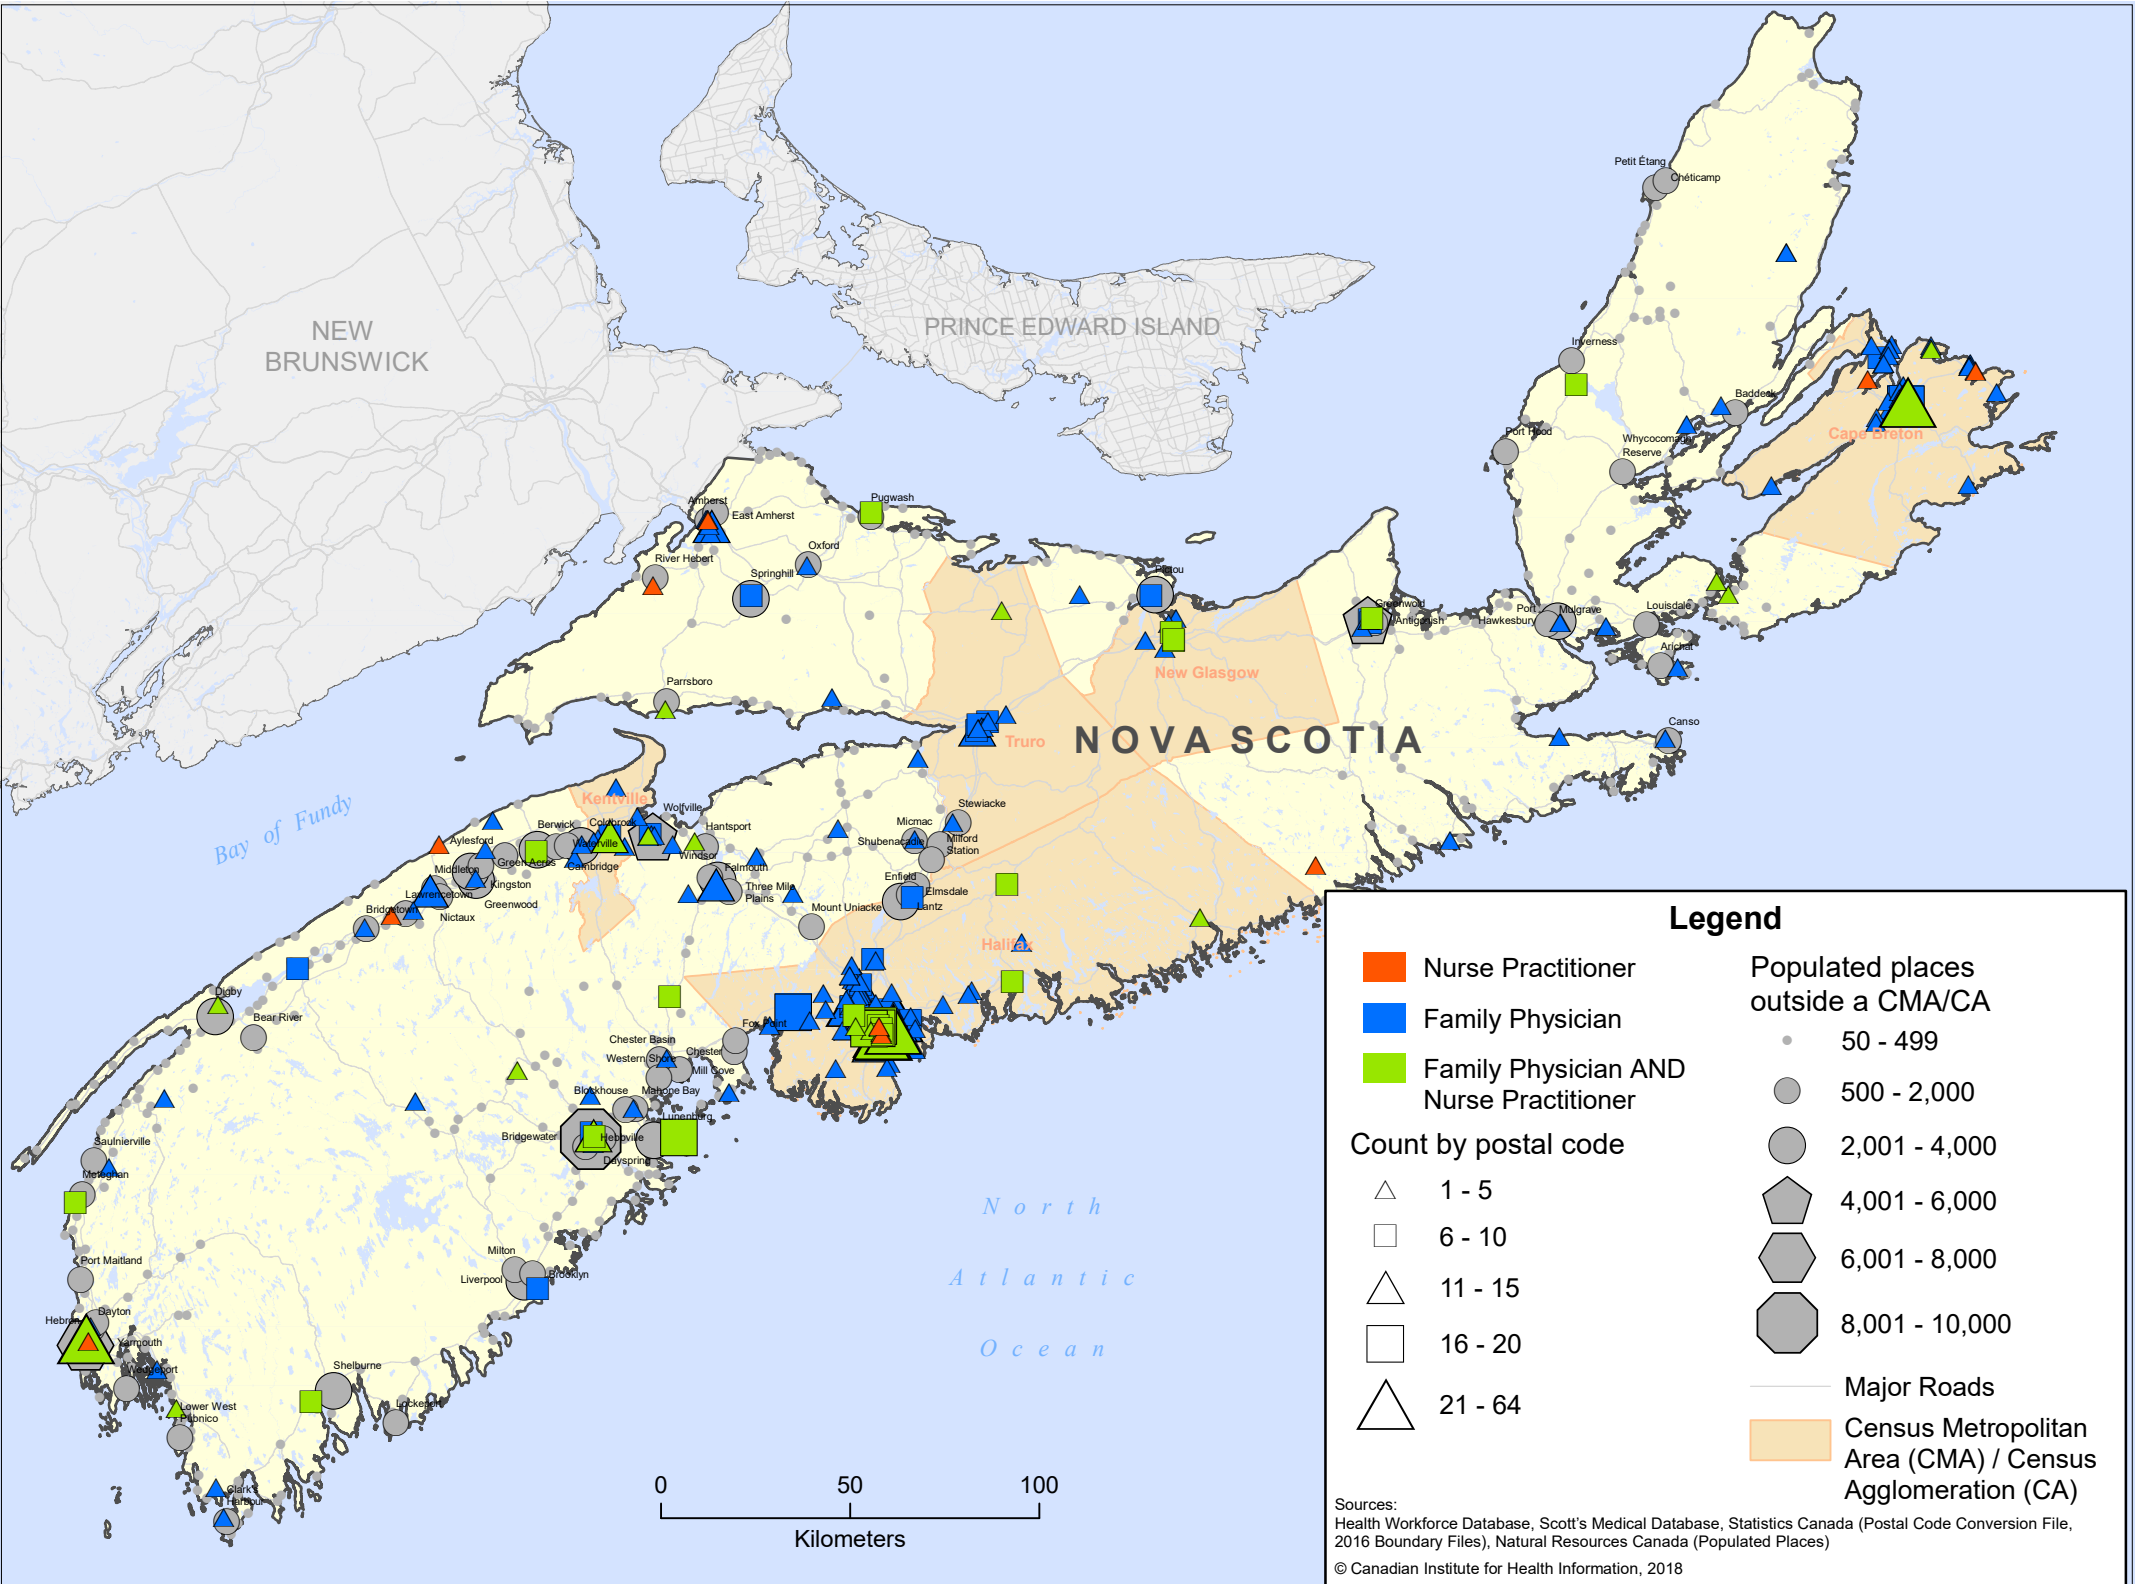 NEW
BRUNSWICK
PRINCE EDWARD ISLAND
Petit Étang
Chéticamp
Inverness
Baddeck
Port Hood
Whycocomagh
Reserve
Cape Breton
Amherst
East Amherst
Pugwash
River Hebert
Oxford
Springhill
Pictou
Greenwold
Antigonish
Port
Hawkesbury
Mulgrave
Louisdale
Arichat
Parrsboro
New Glasgow
Canso
Truro
NOVA SCOTIA
Bay of Fundy
Kentville
Wolfville
Stewiacke
Berwick
Coldbrook
Hantsport
Micmac
Aylesford
Waterville
Windsor
Shubenacadie
Milford
Station
Green Acres
Cambridge
Middleton
Falmouth
Kingston
Three Mile
Plains
Enfield
Elmsdale
Lawrencetown
Greenwood
Lantz
Bridgetown
Nictaux
Mount Uniacke
Halifax
Digby
Bear River
Fox Point
Chester Basin
Western Shore
Chester
Mill Cove
Blockhouse
Mahone Bay
Lunenburg
Bridgewater
Hebbville
Dayspring
Saulnierville
Meteghan
Port Maitland
Milton
Liverpool
Brooklyn
Dayton
Hebron
Yarmouth
Wedgeport
Shelburne
Lockeport
Lower West
Pubnico
Clark's
Harbour
North
Atlantic
Ocean
0 50 100
Kilometers
Legend
Nurse Practitioner
Family Physician
Family Physician AND
Nurse Practitioner
Count by postal code
1 - 5
6 - 10
11 - 15
16 - 20
21 - 64
Populated places
outside a CMA/CA
50 - 499
500 - 2,000
2,001 - 4,000
4,001 - 6,000
6,001 - 8,000
8,001 - 10,000
Major Roads
Census Metropolitan
Area (CMA) / Census
Agglomeration (CA)
Sources:
Health Workforce Database, Scott's Medical Database, Statistics Canada (Postal Code Conversion File,
2016 Boundary Files), Natural Resources Canada (Populated Places)
© Canadian Institute for Health Information, 2018